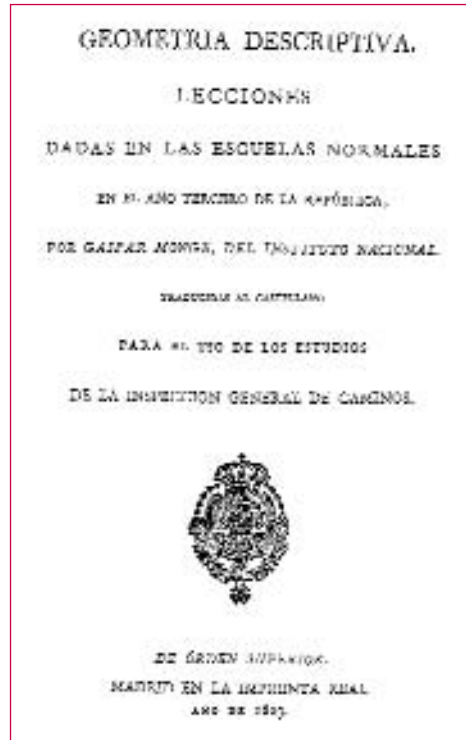 GEOMETRIA DESCRIPTIVA.
LECCIONES
DADAS EN LAS ESCUELAS NORMALES
EN EL AÑO TERCERO DE LA REPÚBLICA,
POR GASPAR MONGE, DEL INSTITUTO NACIONAL.
TRADUCIDAS AL CASTELLANO
PARA EL USO DE LOS ESTUDIOS
DE LA INSPECCION GENERAL DE CAMINOS.
DE ÓRDEN SUPERIOR.
MADRID EN LA IMPRENTA REAL
AÑO DE 1803.